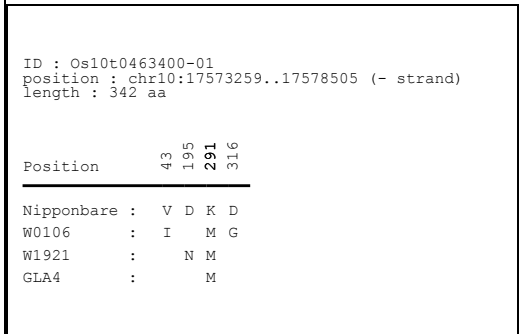 ID : Os10t0463400-01
position : chr10:17573259..17578505 (- strand)
length : 342 aa
Position 43 195 291 316
Nipponbare : V D K D
W0106 : I M G
W1921 : N M
GLA4 : M